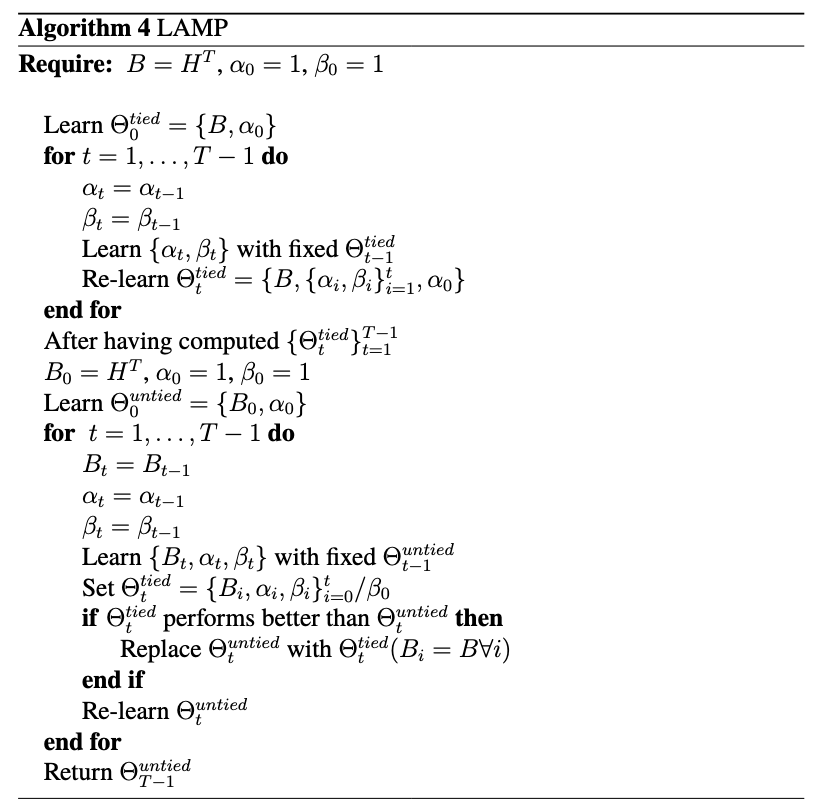 Algorithm 4 LAMP
Require: $B = H^T, \alpha_0 = 1, \beta_0 = 1$
Learn $\Theta_0^{tied} = \{B, \alpha_0\}$
for $t = 1, \ldots, T - 1$ do
$\alpha_t = \alpha_{t-1}$
$\beta_t = \beta_{t-1}$
Learn $\{\alpha_t, \beta_t\}$ with fixed $\Theta_{t-1}^{tied}$
Re-learn $\Theta_t^{tied} = \{B, \{\alpha_i, \beta_i\}_{i=1}^t, \alpha_0\}$
end for
After having computed $\{\Theta_t^{tied}\}_{t=1}^{T-1}$
$B_0 = H^T, \alpha_0 = 1, \beta_0 = 1$
Learn $\Theta_0^{untied} = \{B_0, \alpha_0\}$
for $t = 1, \ldots, T - 1$ do
$B_t = B_{t-1}$
$\alpha_t = \alpha_{t-1}$
$\beta_t = \beta_{t-1}$
Learn $\{B_t, \alpha_t, \beta_t\}$ with fixed $\Theta_{t-1}^{untied}$
Set $\Theta_t^{tied} = \{B_i, \alpha_i, \beta_i\}_{i=0}^t / \beta_0$
if $\Theta_t^{tied}$ performs better than $\Theta_t^{untied}$ then
Replace $\Theta_t^{untied}$ with $\Theta_t^{tied}(B_i = B \forall i)$
end if
Re-learn $\Theta_t^{untied}$
end for
Return $\Theta_{T-1}^{untied}$